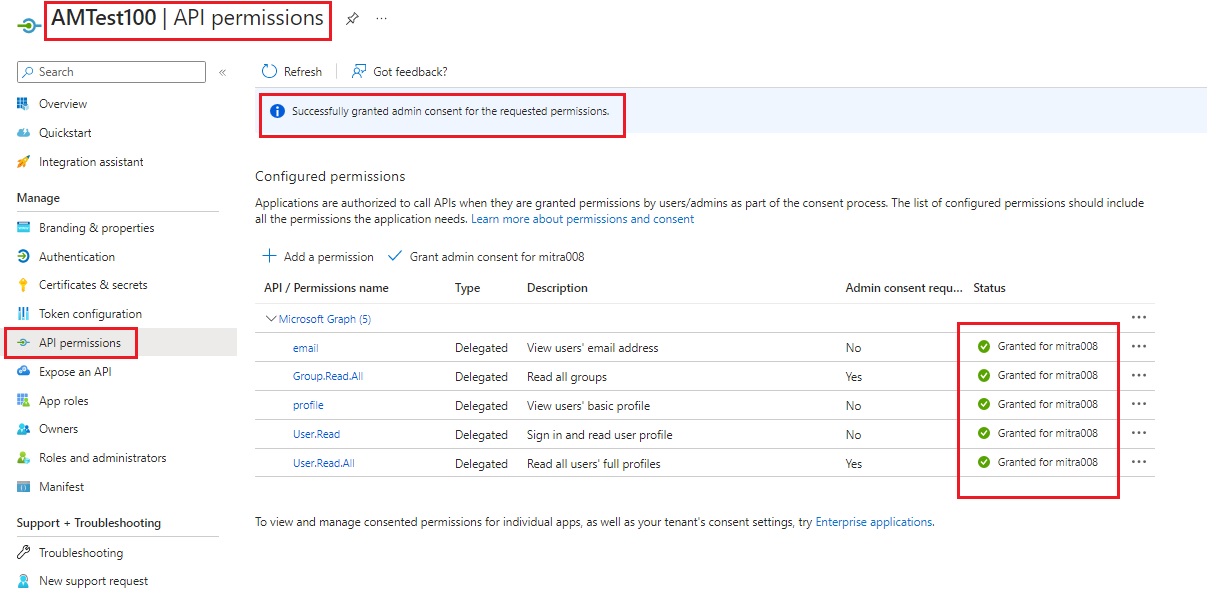 AMTest100 | API permissions
Search
Refresh
Got feedback?
Overview
Quickstart
Integration assistant
Manage
Branding & properties
Authentication
Certificates & secrets
Token configuration
API permissions
Expose an API
App roles
Owners
Roles and administrators
Manifest
Support + Troubleshooting
Troubleshooting
New support request
Successfully granted admin consent for the requested permissions.
Configured permissions
Applications are authorized to call APIs when they are granted permissions by users/admins as part of the consent process. The list of configured permissions should include
all the permissions the application needs. Learn more about permissions and consent
Add a permission Grant admin consent for mitra008
API / Permissions name Type Description Admin consent requ... Status
Microsoft Graph (5)
email Delegated View users' email address No Granted for mitra008
Group.Read.All Delegated Read all groups Yes Granted for mitra008
profile Delegated View users' basic profile No Granted for mitra008
User.Read Delegated Sign in and read user profile No Granted for mitra008
User.Read.All Delegated Read all users' full profiles Yes Granted for mitra008
To view and manage consented permissions for individual apps, as well as your tenant's consent settings, try Enterprise applications.